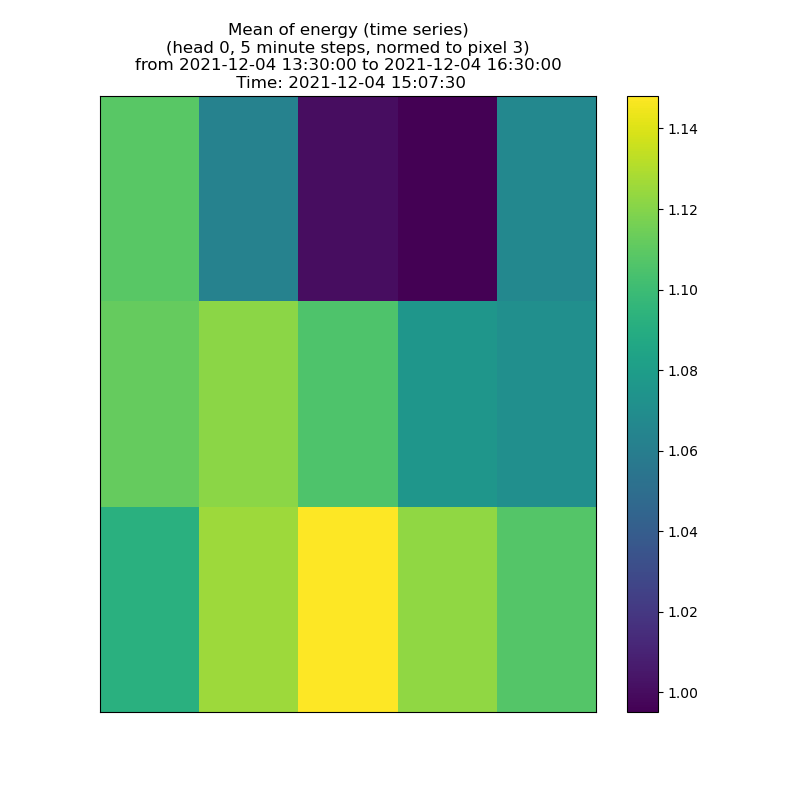 Mean of energy (time series)
(head 0, 5 minute steps, normed to pixel 3)
from 2021-12-04 13:30:00 to 2021-12-04 16:30:00
Time: 2021-12-04 15:07:30
1.14
1.12
1.10
1.08
1.06
1.04
1.02
1.00